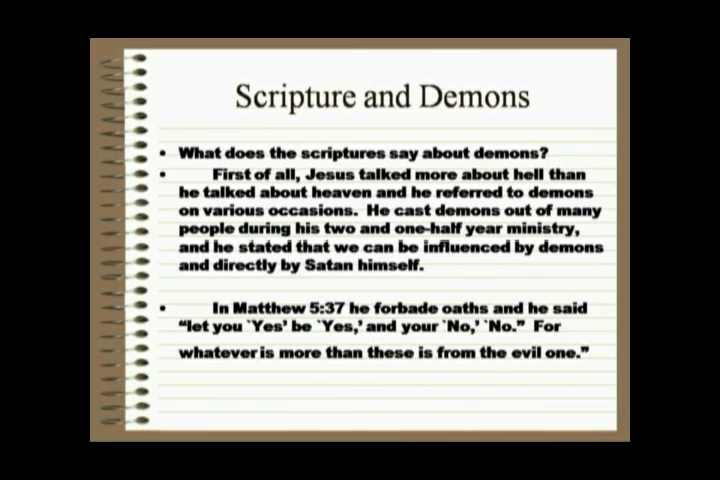 Scripture and Demons
• What does the scriptures say about demons?
• First of all, Jesus talked more about hell than
he talked about heaven and he referred to demons
on various occasions. He cast demons out of many
people during his two and one-half year ministry,
and he stated that we can be influenced by demons
and directly by Satan himself.
• In Matthew 5:37 he forbade oaths and he said
“let you `Yes’ be `Yes,’ and your `No,’ `No.” For
whatever is more than these is from the evil one.”